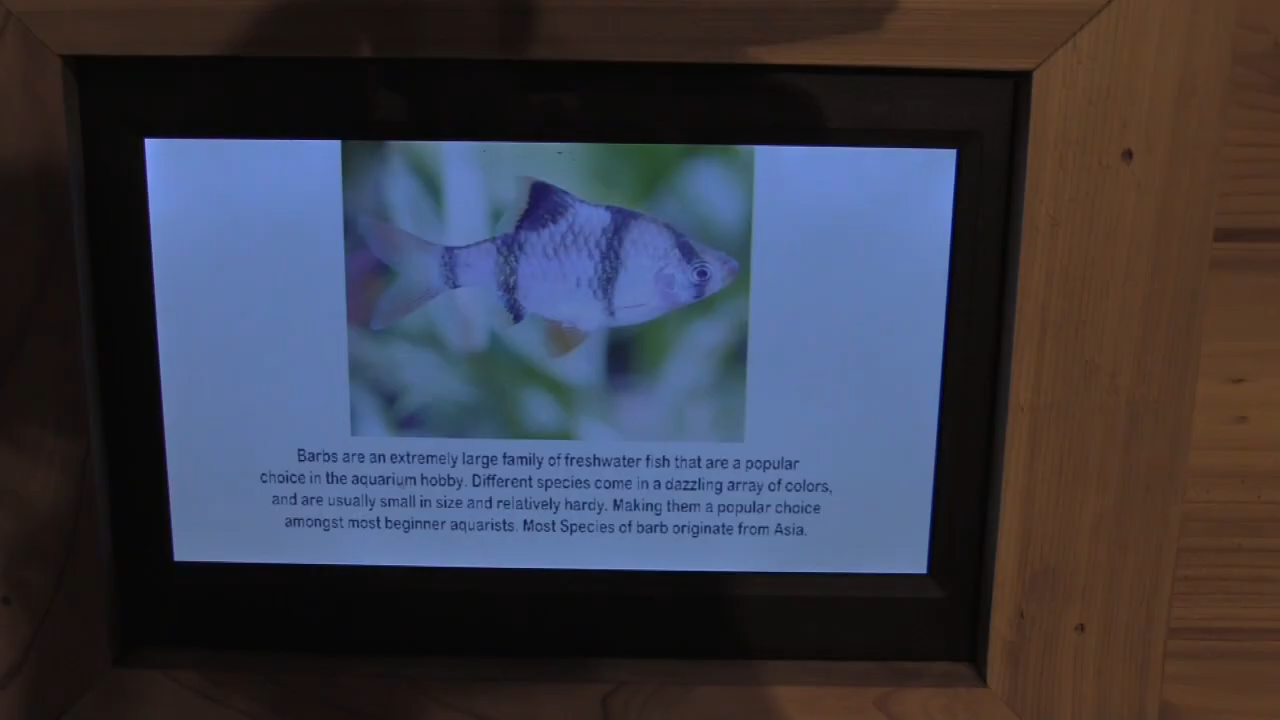 Barbs are an extremely large family of freshwater fish that are a popular
choice in the aquarium hobby. Different species come in a dazzling array of colors,
and are usually small in size and relatively hardy. Making them a popular choice
amongst most beginner aquarists. Most Species of barb originate from Asia.